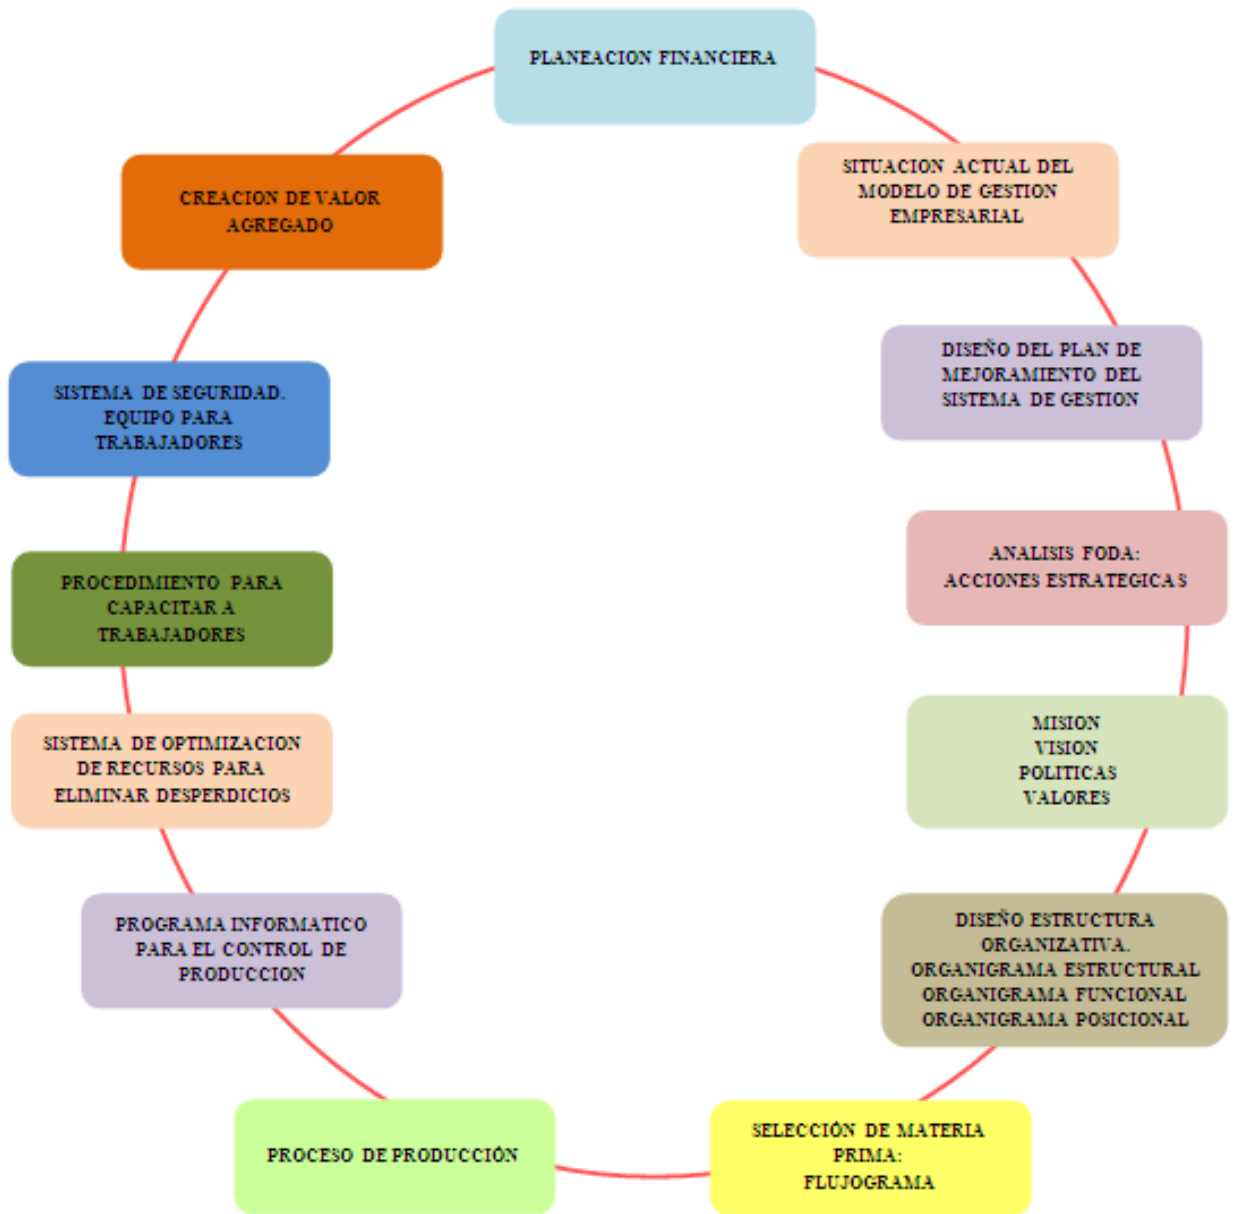 PLANEACION FINANCIERA
SITUACION ACTUAL DEL
MODELO DE GESTION
EMPRESARIAL
DISEÑO DEL PLAN DE
MEJORAMIENTO DEL
SISTEMA DE GESTION
ANALISIS FODA:
ACCIONES ESTRATEGICAS
MISION
VISION
POLITICAS
VALORES
DISEÑO ESTRUCTURA
ORGANIZATIVA.
ORGANIGRAMA ESTRUCTURAL
ORGANIGRAMA FUNCIONAL
ORGANIGRAMA POSICIONAL
SELECCIÓN DE MATERIA
PRIMA:
FLUJOGRAMA
PROCESO DE PRODUCCIÓN
PROGRAMA INFORMATICO
PARA EL CONTROL DE
PRODUCCION
SISTEMA DE OPTIMIZACION
DE RECURSOS PARA
ELIMINAR DESPERDICIOS
PROCEDIMIENTO PARA
CAPACITAR A
TRABAJADORES
SISTEMA DE SEGURIDAD.
EQUIPO PARA
TRABAJADORES
CREACION DE VALOR
AGREGADO